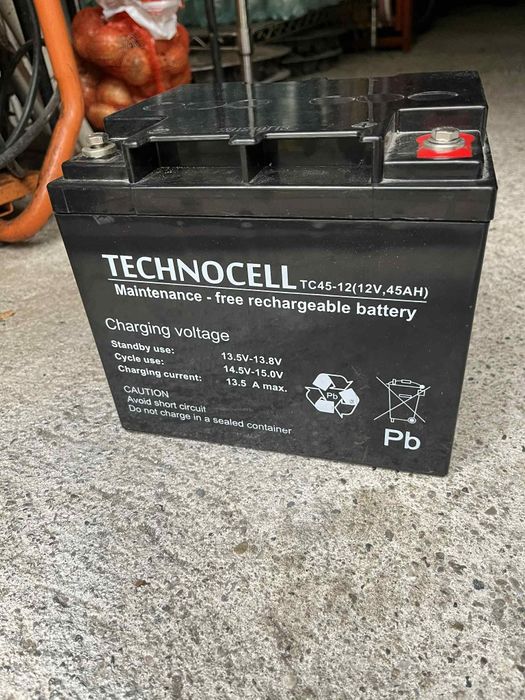 TECHNOCELL TC45-12(12V,45AH)
Maintenance - free rechargeable battery
Charging voltage
Standby use: 13.5V-13.8V
Cycle use: 14.5V-15.0V
Charging current: 13.5 A max.
CAUTION
Avoid short circuit
Do not charge in a sealed container
Pb
Pb